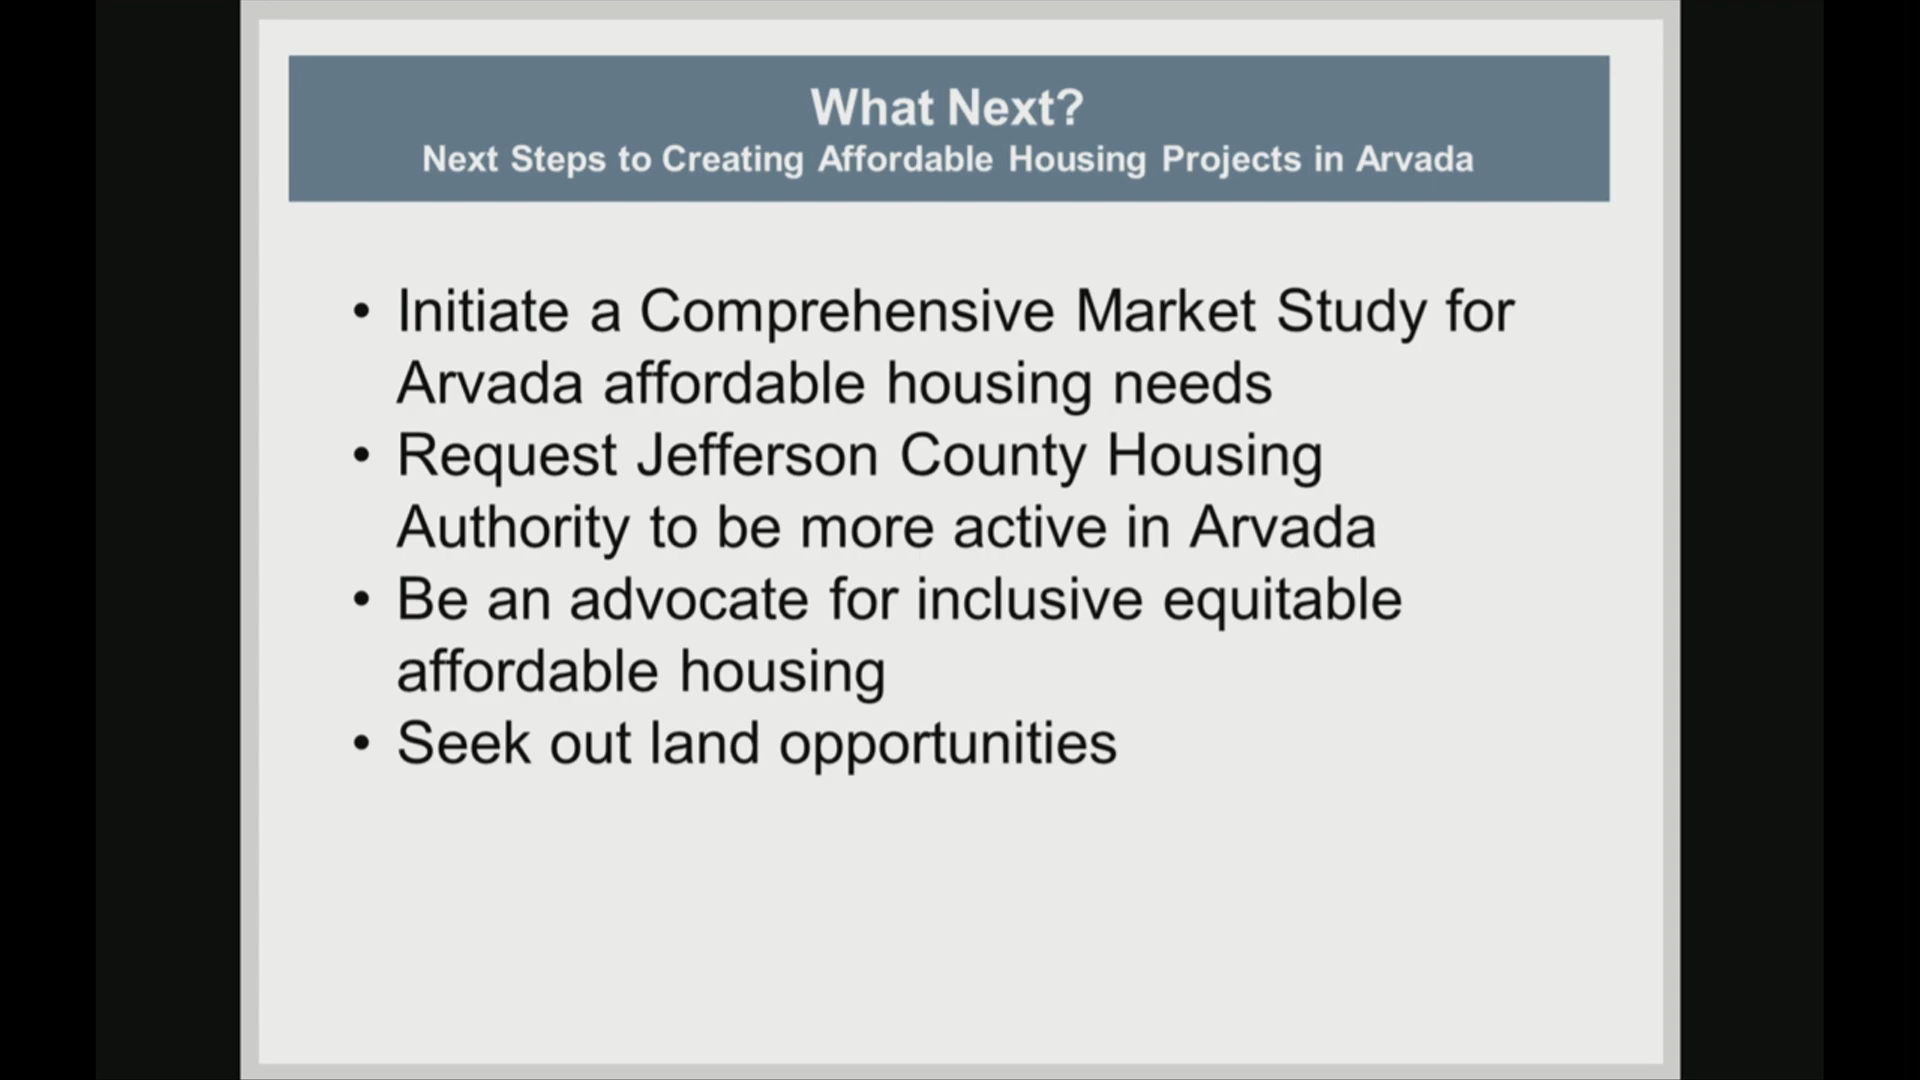 What Next?
Next Steps to Creating Affordable Housing Projects in Arvada
• Initiate a Comprehensive Market Study for
Arvada affordable housing needs
• Request Jefferson County Housing
Authority to be more active in Arvada
• Be an advocate for inclusive equitable
affordable housing
• Seek out land opportunities